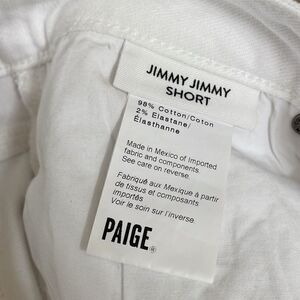 JIMMY JIMMY
SHORT
98% Cotton/Coton
2% Elastane/
Élasthanne
Made in Mexico of Imported
fabric and components.
See care on reverse.
Fabriqué aux Mexique à partir
de tissus et composants
importés
Voir le soin sur l'inverse
PAIGE®